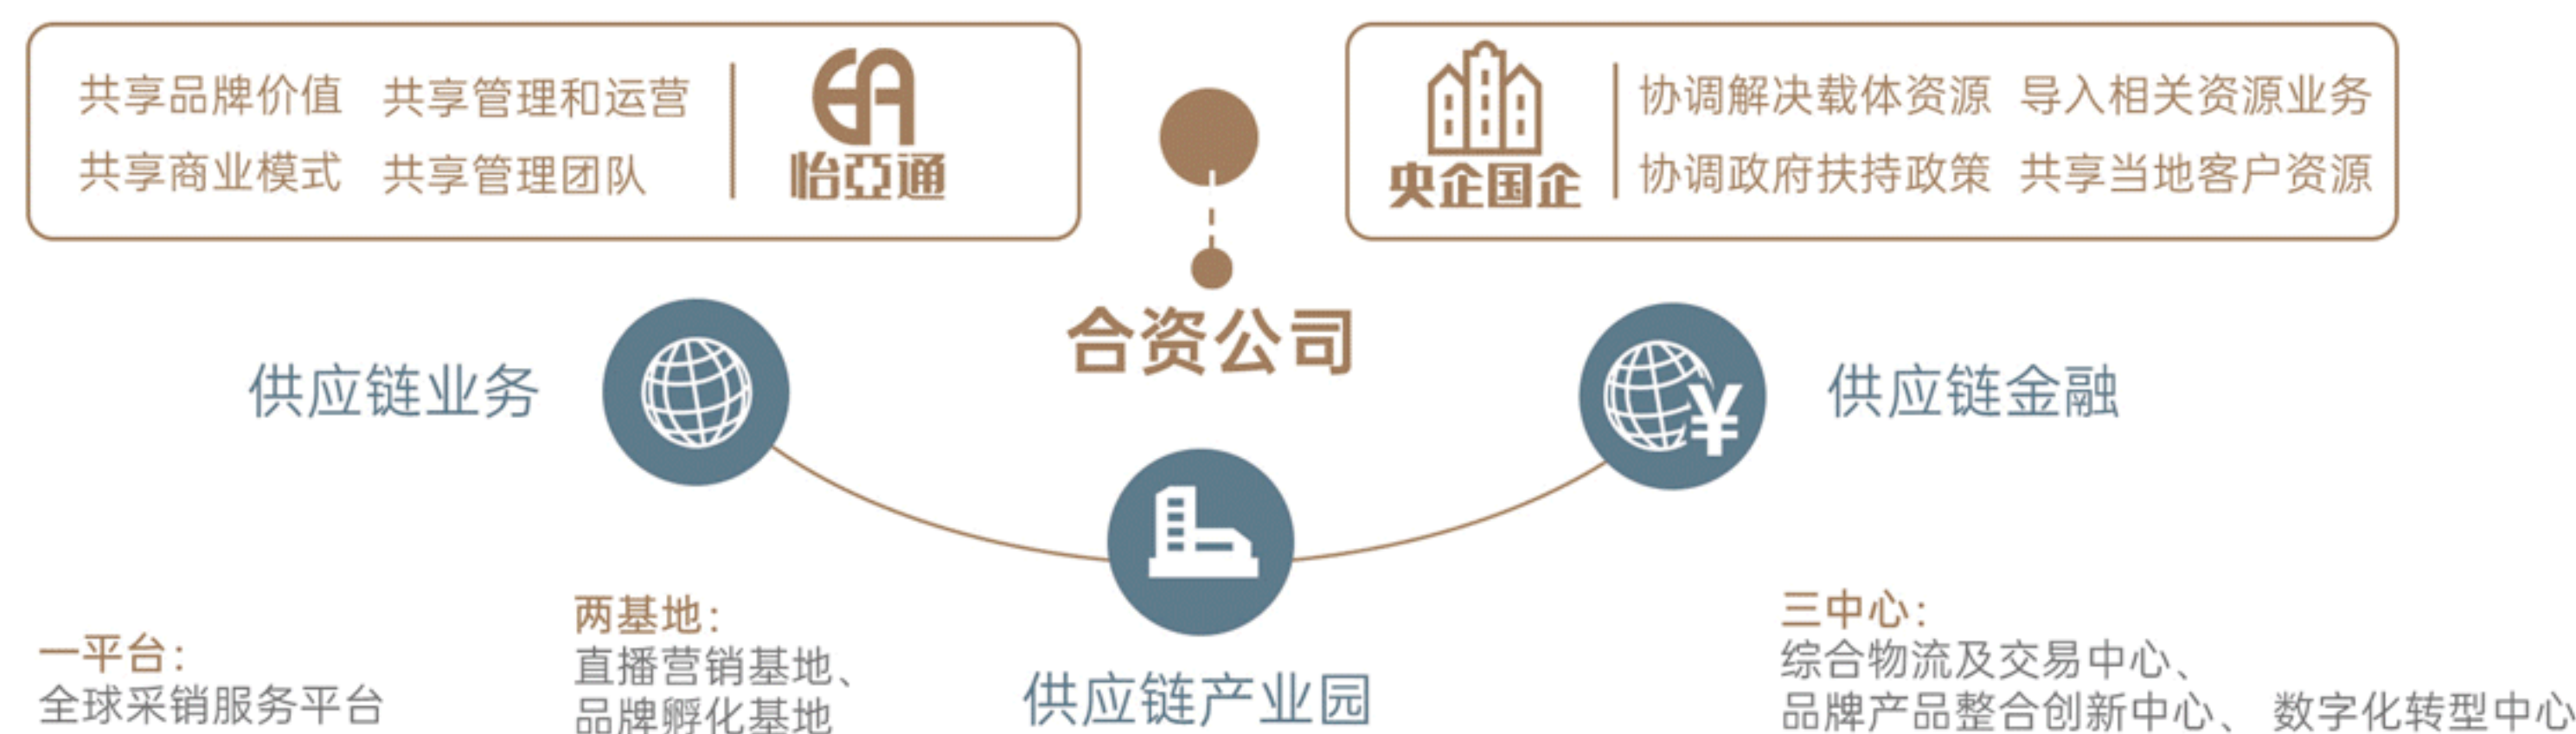 共享品牌价值 共享管理和运营
共享商业模式 共享管理团队
EA
怡亞通
央企国企
协调解决载体资源 导入相关资源业务
协调政府扶持政策 共享当地客户资源
合资公司
供应链业务
¥
供应链金融
供应链产业园
一平台：
全球采销服务平台
两基地：
直播营销基地、
品牌孵化基地
三中心：
综合物流及交易中心、
品牌产品整合创新中心、 数字化转型中心